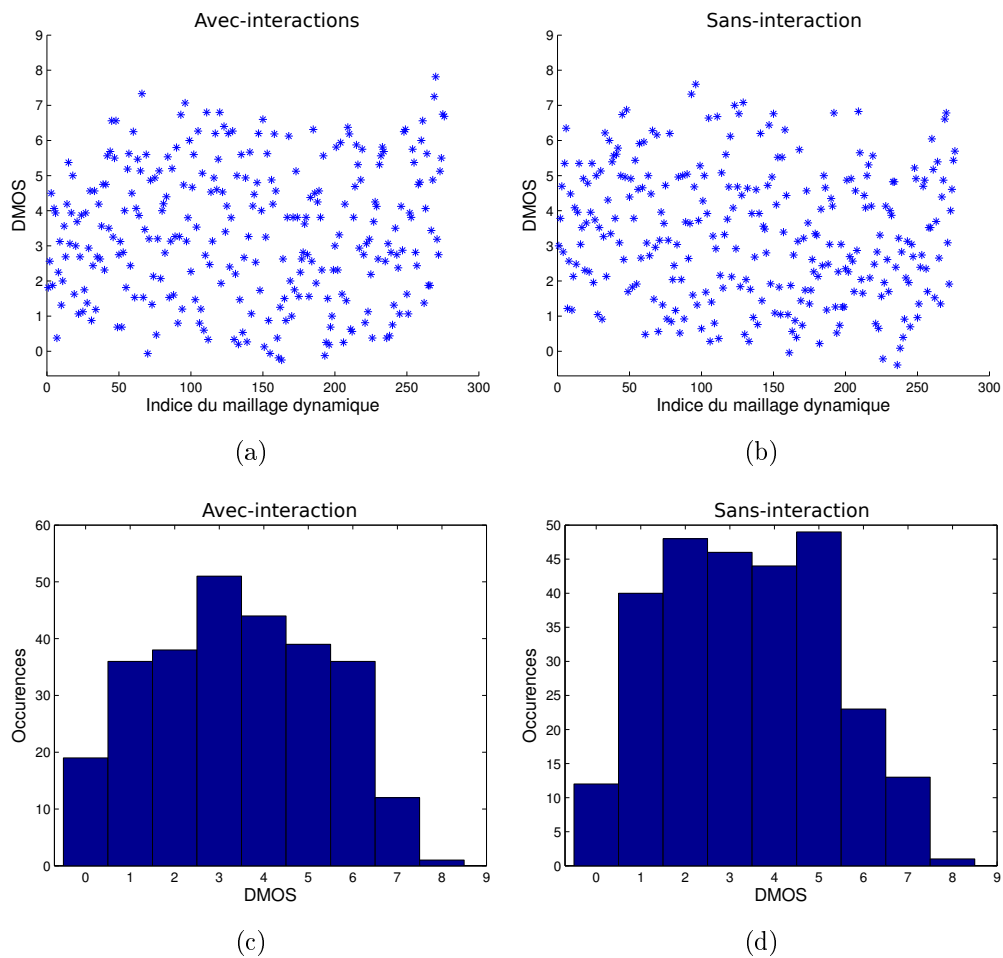 Avec-interactions
DMOS
9
8
7
6
5
4
3
2
1
0
0 50 100 150 200 250 300
Indice du maillage dynamique
(a)
Sans-interaction
DMOS
9
8
7
6
5
4
3
2
1
0
0 50 100 150 200 250 300
Indice du maillage dynamique
(b)
Avec-interaction
Occurences
60
50
40
30
20
10
0
0 1 2 3 4 5 6 7 8 9
DMOS
(c)
Sans-interaction
Occurences
50
45
40
35
30
25
20
15
10
5
0
0 1 2 3 4 5 6 7 8 9
DMOS
(d)